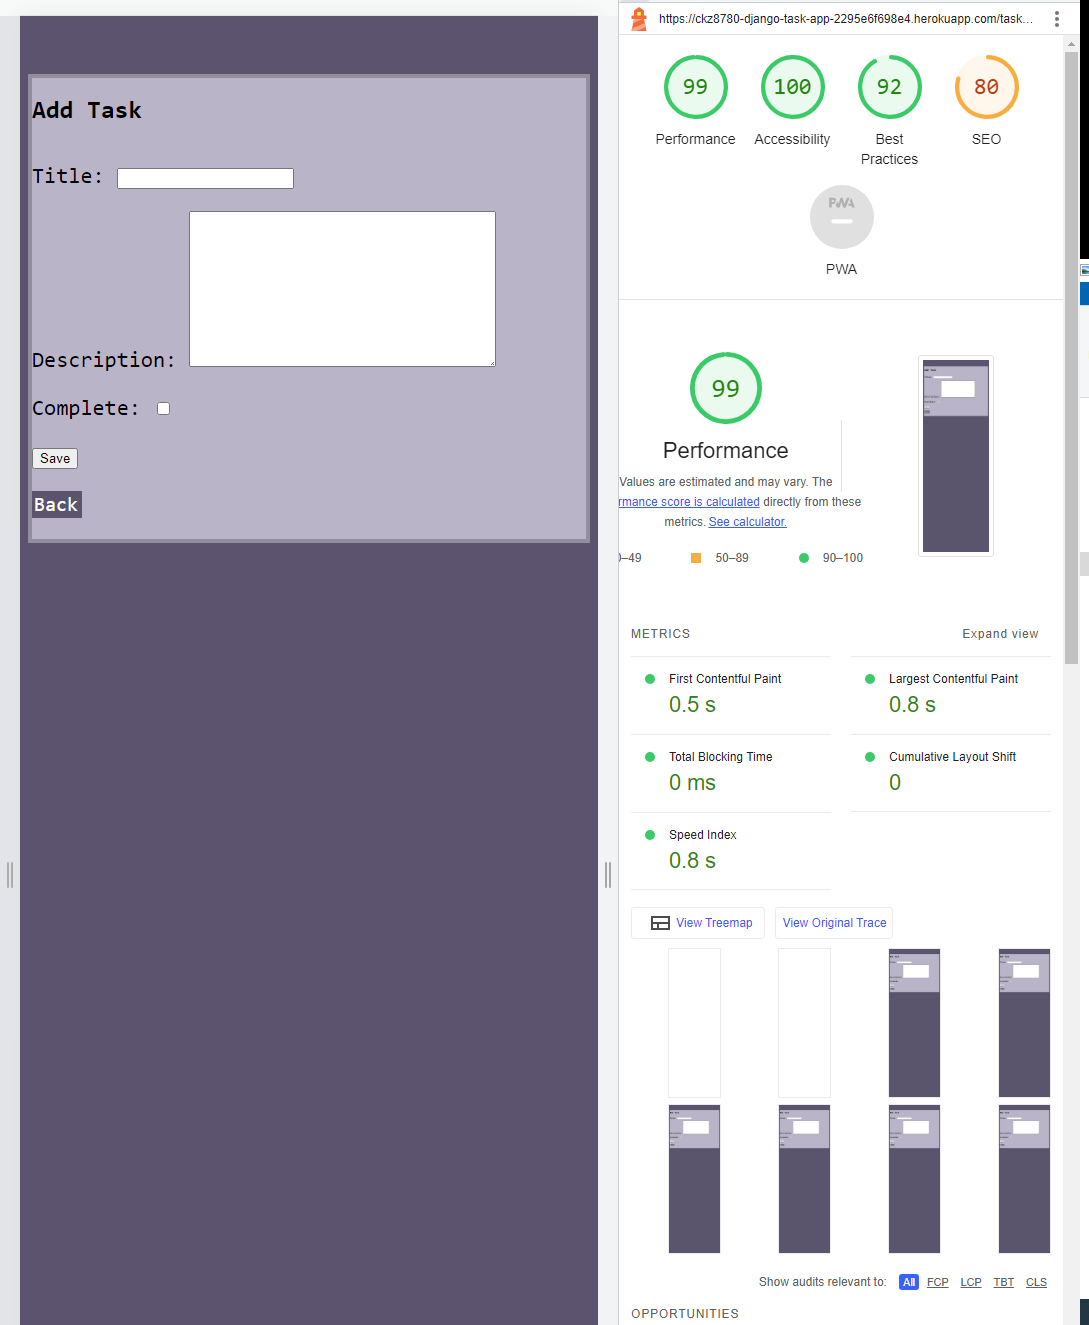 Add Task
Title:
Description:
Complete:
Save
Back
https://ckz8780-django-task-app-2295e6f698e4.herokuapp.com/task...
99
100
92
80
Performance
Accessibility
Best
Practices
SEO
PWA
PWA
99
Performance
Values are estimated and may vary. The
rmance score is calculated directly from these
metrics. See calculator.
0–49
50–89
90–100
METRICS
Expand view
First Contentful Paint
0.5 s
Largest Contentful Paint
0.8 s
Total Blocking Time
0 ms
Cumulative Layout Shift
0
Speed Index
0.8 s
View Treemap
View Original Trace
Show audits relevant to: All FCP LCP TBT CLS
OPPORTUNITIES